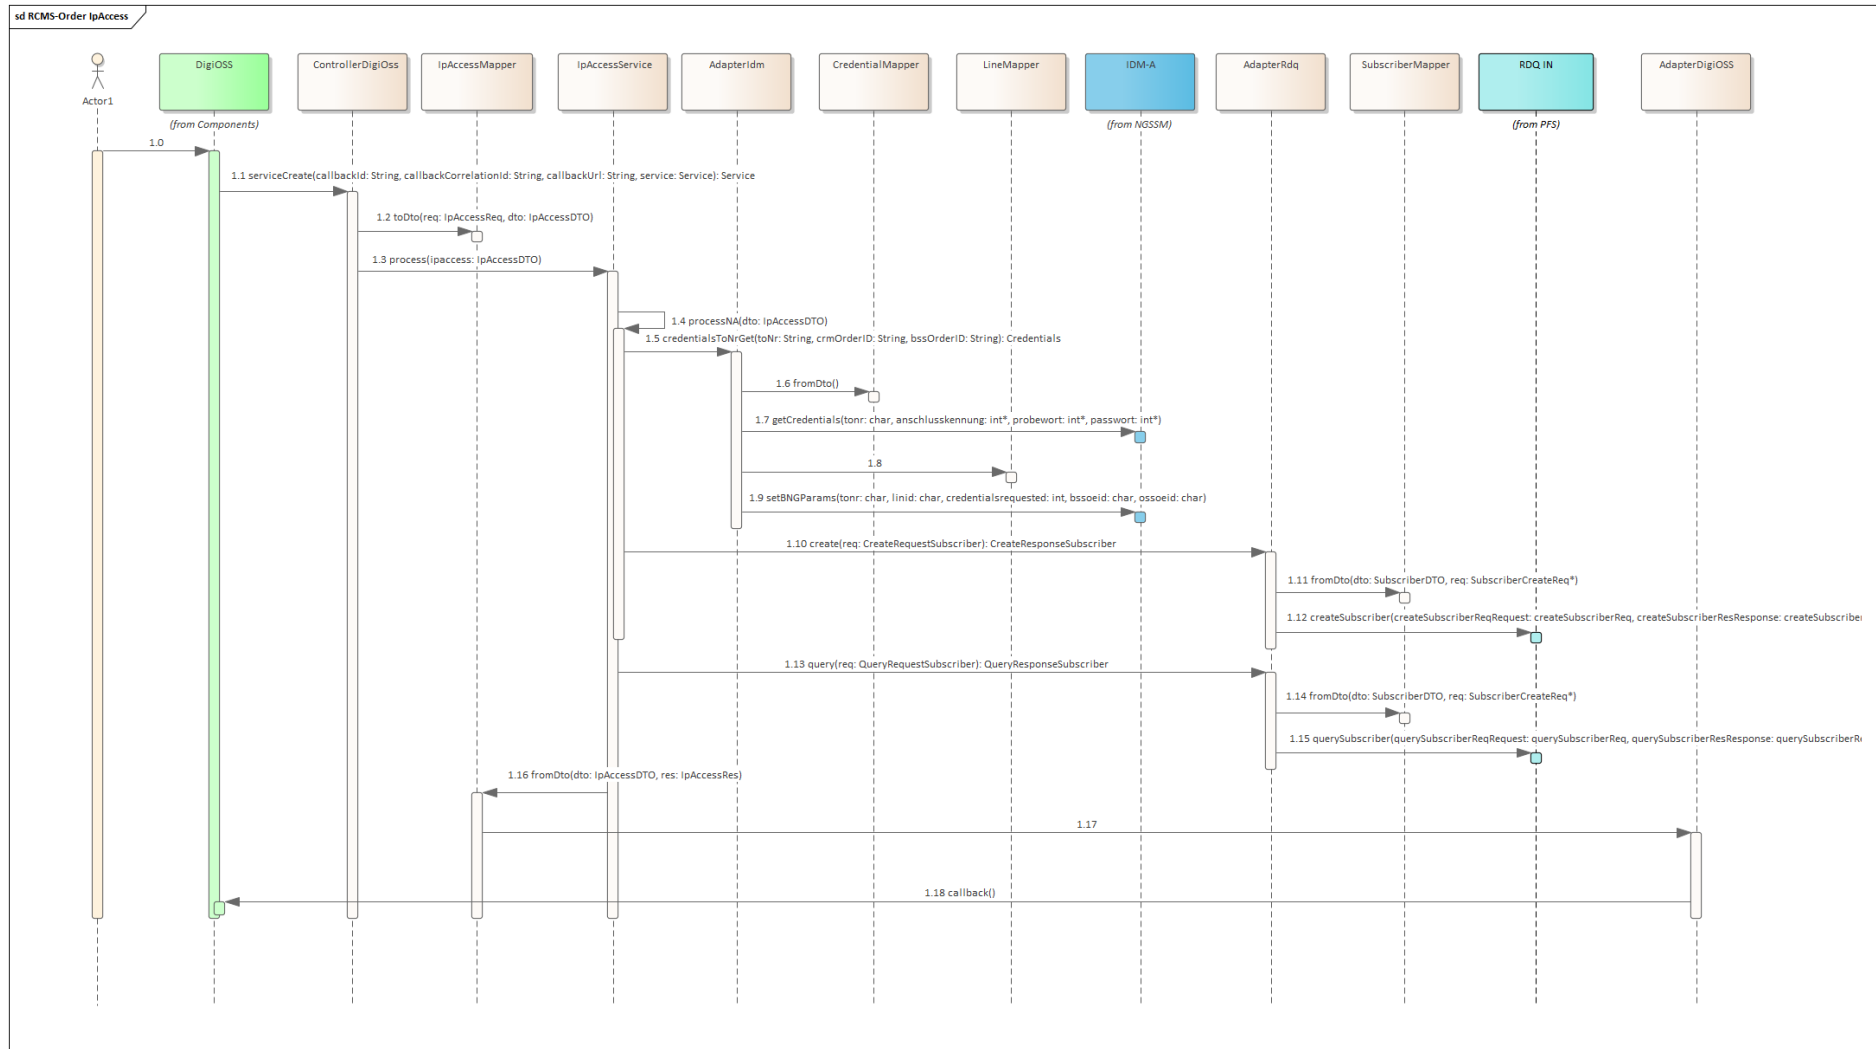 sd RCMS-Order IpAccess
Actor1
DigiOSS
(from Components)
ControllerDigiOss
IpAccessMapper
IpAccessService
AdapterIdm
CredentialMapper
LineMapper
IDM-A
(from NGSSM)
AdapterRdq
SubscriberMapper
RDQ IN
(from PFS)
AdapterDigiOSS
1.0
1.1 serviceCreate(callbackId: String, callbackCorrelationId: String, callbackUrl: String, service: Service): Service
1.2 toDto(req: IpAccessReq, dto: IpAccessDTO)
1.3 process(ipaccess: IpAccessDTO)
1.4 processNA(dto: IpAccessDTO)
1.5 credentialsToNrGet(toNr: String, crmOrderID: String, bssOrderID: String): Credentials
1.6 fromDto()
1.7 getCredentials(tonr: char, anschlusskennung: int*, probewort: int*, passwort: int*)
1.8
1.9 setBNGParams(tonr: char, linid: char, credentialsrequested: int, bssoeid: char, ossoeid: char)
1.10 create(req: CreateRequestSubscriber): CreateResponseSubscriber
1.11 fromDto(dto: SubscriberDTO, req: SubscriberCreateReq*)
1.12 createSubscriber(createSubscriberReqRequest: createSubscriberReq, createSubscriberResResponse: createSubscribe
1.13 query(req: QueryRequestSubscriber): QueryResponseSubscriber
1.14 fromDto(dto: SubscriberDTO, req: SubscriberCreateReq*)
1.15 querySubscriber(querySubscriberReqRequest: querySubscriberReq, querySubscriberResResponse: querySubscriberR
1.16 fromDto(dto: IpAccessDTO, res: IpAccessRes)
1.17
1.18 callback()